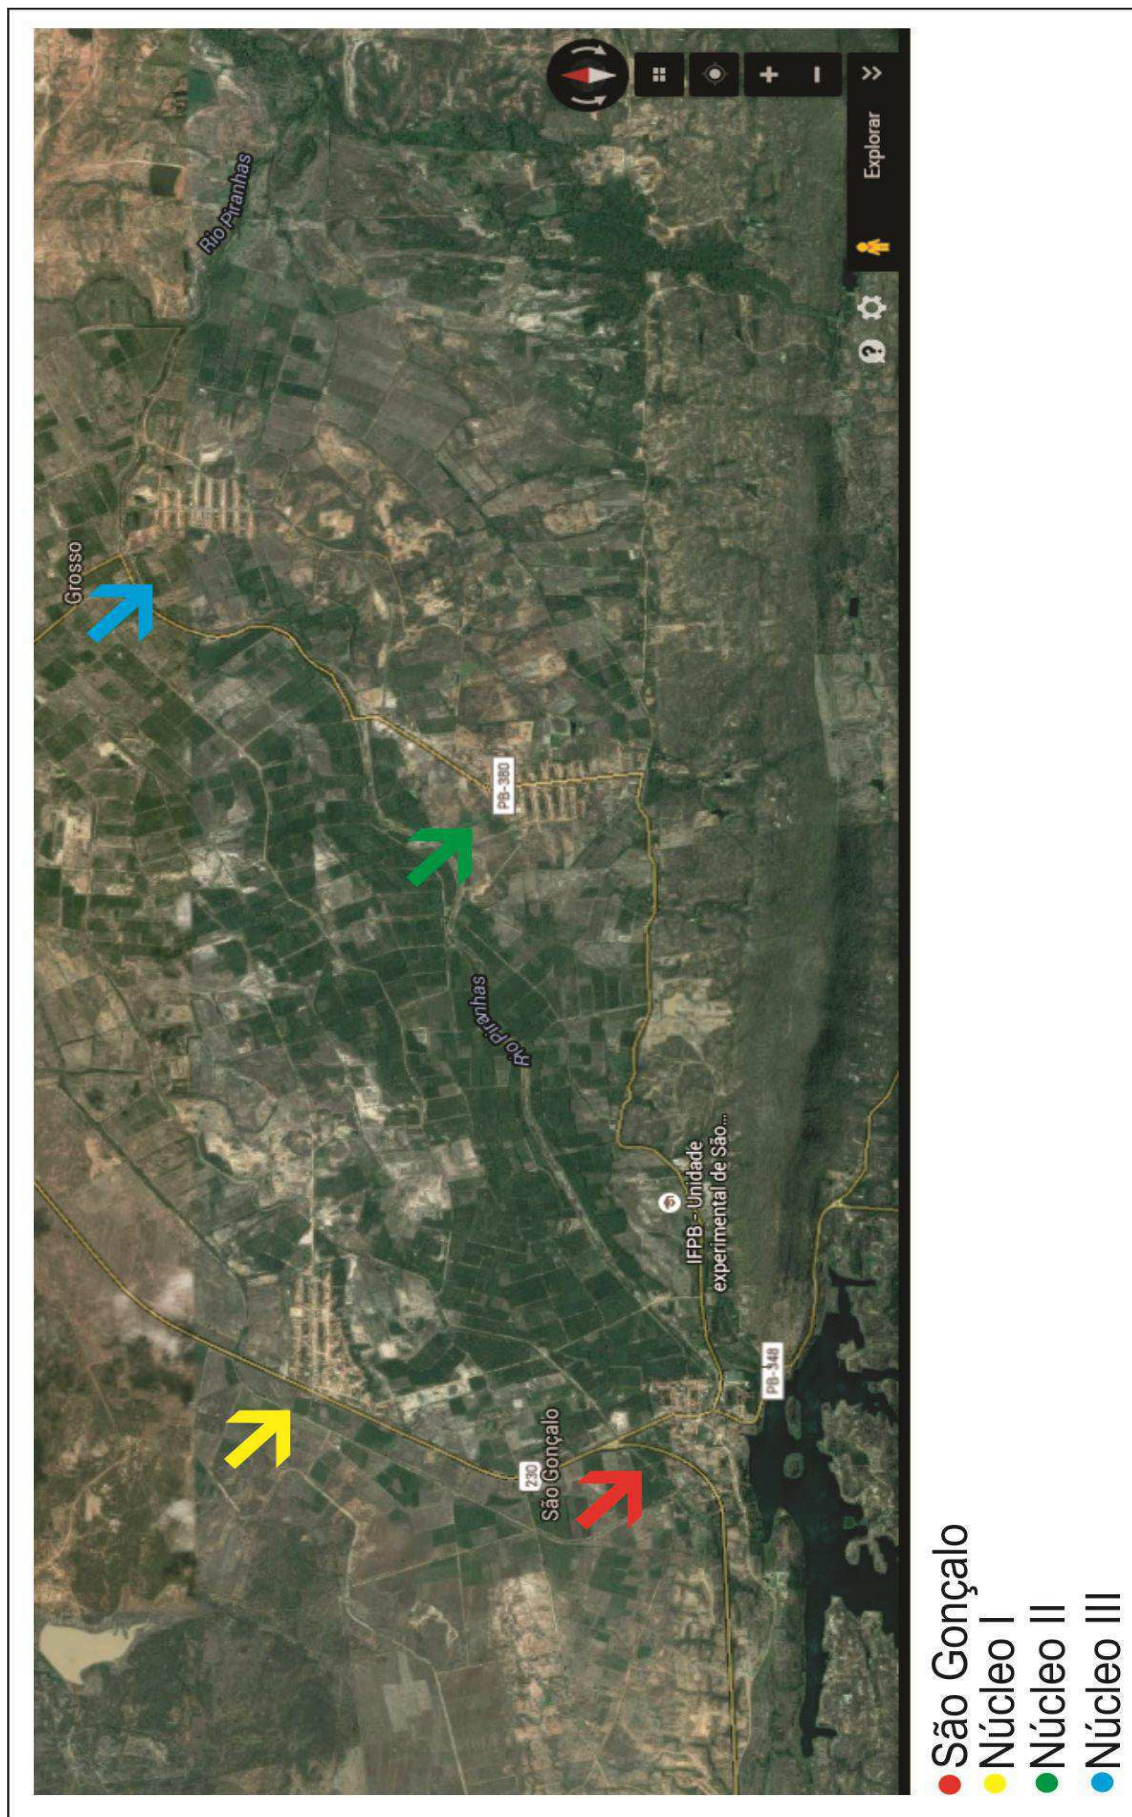 Grosso
Rio Piranhas
PB-380
Rio Piranhas
230
São Gonçalo
IFPB - Unidade
experimental de São...
PB-348
Explorar
São Gonçalo
Núcleo I
Núcleo II
Núcleo III